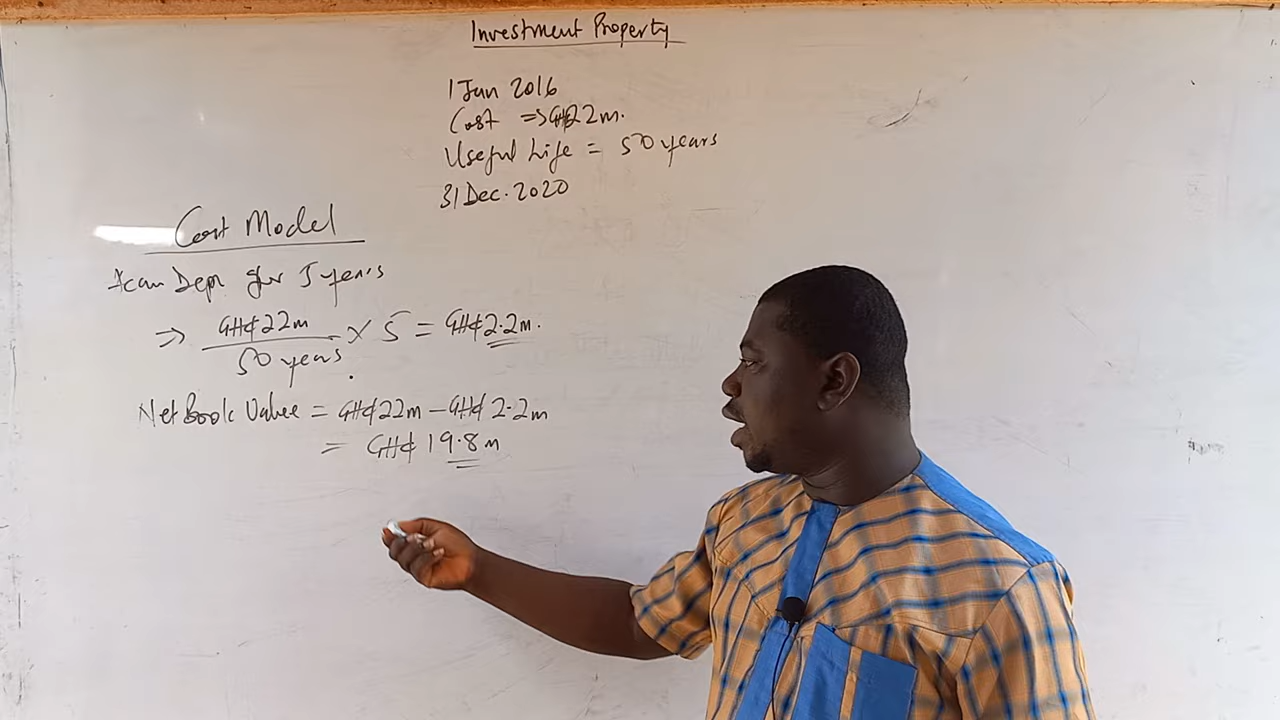 Investment Property
1 Jan 2016
Cost => GH¢22m.
Useful Life = 50 years
31 Dec. 2020
Cost Model
Accum Depn for 5 years
=> GH¢22m / 50 years × 5 = GH¢2.2m.
Net Book Value = GH¢22m - GH¢2.2m
= GH¢19.8m